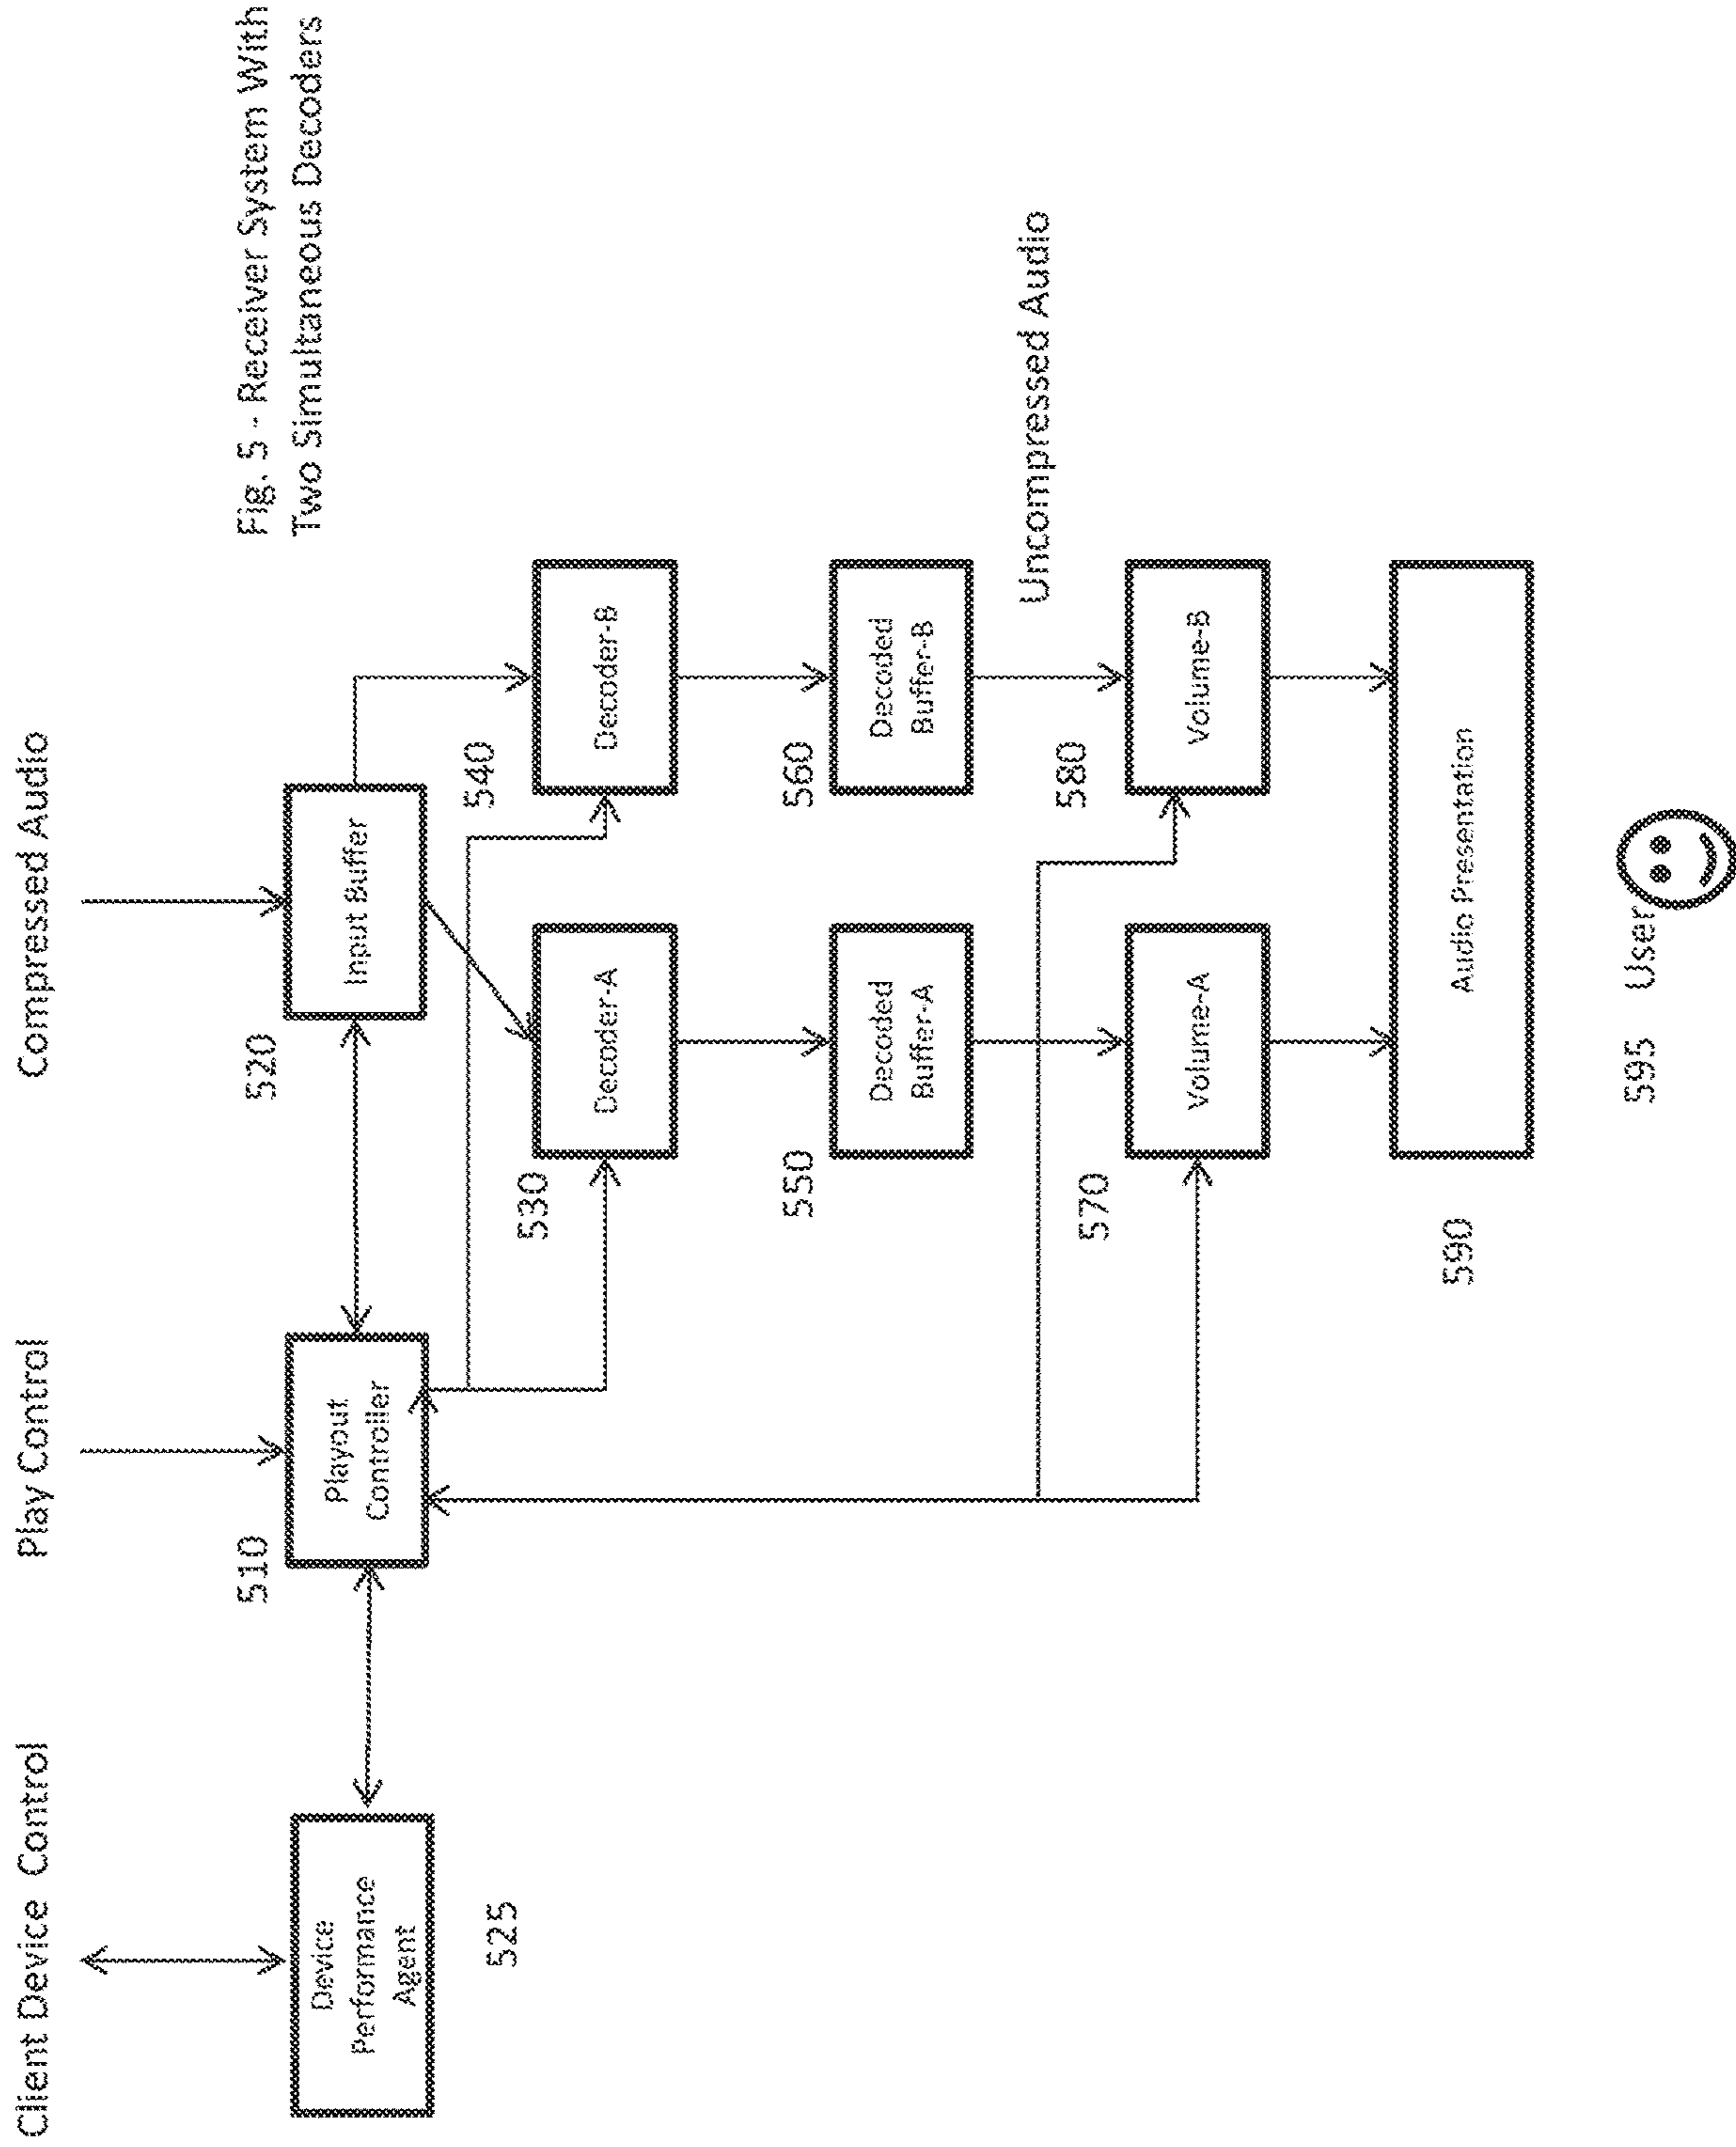 Client Device Control
Play Control
Compressed Audio
Fig. 5 - Receiver System With
Two Simultaneous Decoders
510
520
Device
Performance
Agent
Playout
Controller
Input Buffer
525
530
540
Decoder-A
Decoder-B
550
560
Decoded
Buffer-A
Decoded
Buffer-B
Uncompressed Audio
570
580
Volume-A
Volume-B
590
Audio Presentation
595 User